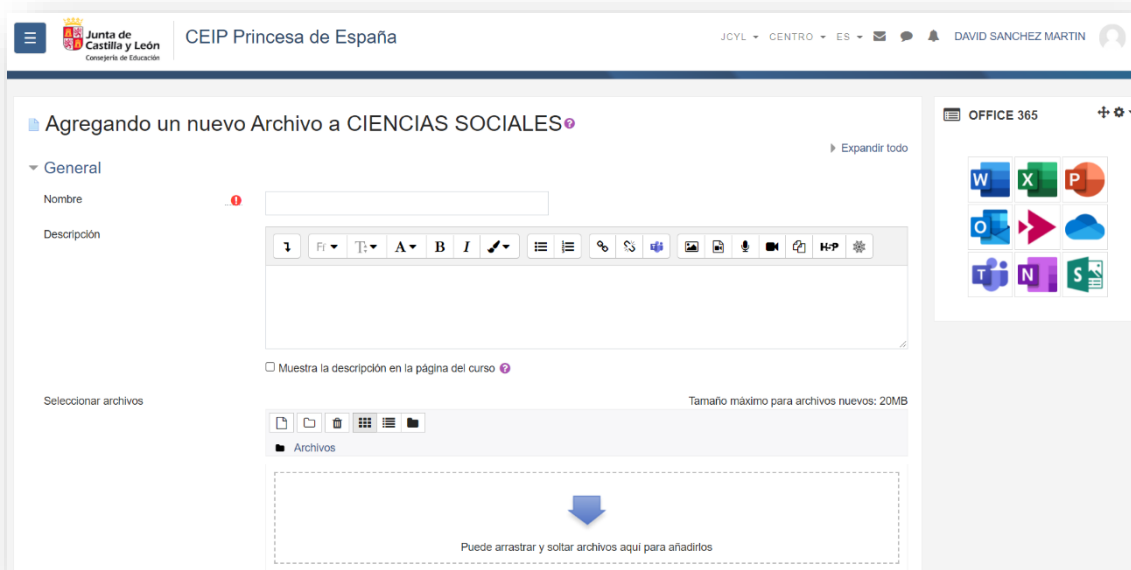 Junta de
Castilla y León
Consejería de Educación
CEIP Princesa de España
JCYL CENTRO ES DAVID SANCHEZ MARTIN
Agregando un nuevo Archivo a CIENCIAS SOCIALES
Expandir todo
General
Nombre
Descripción
Fr T A B I H-P
Muestra la descripción en la página del curso
Seleccionar archivos
Tamaño máximo para archivos nuevos: 20MB
Archivos
Puede arrastrar y soltar archivos aquí para añadirlos
OFFICE 365
W X P
O
T N S